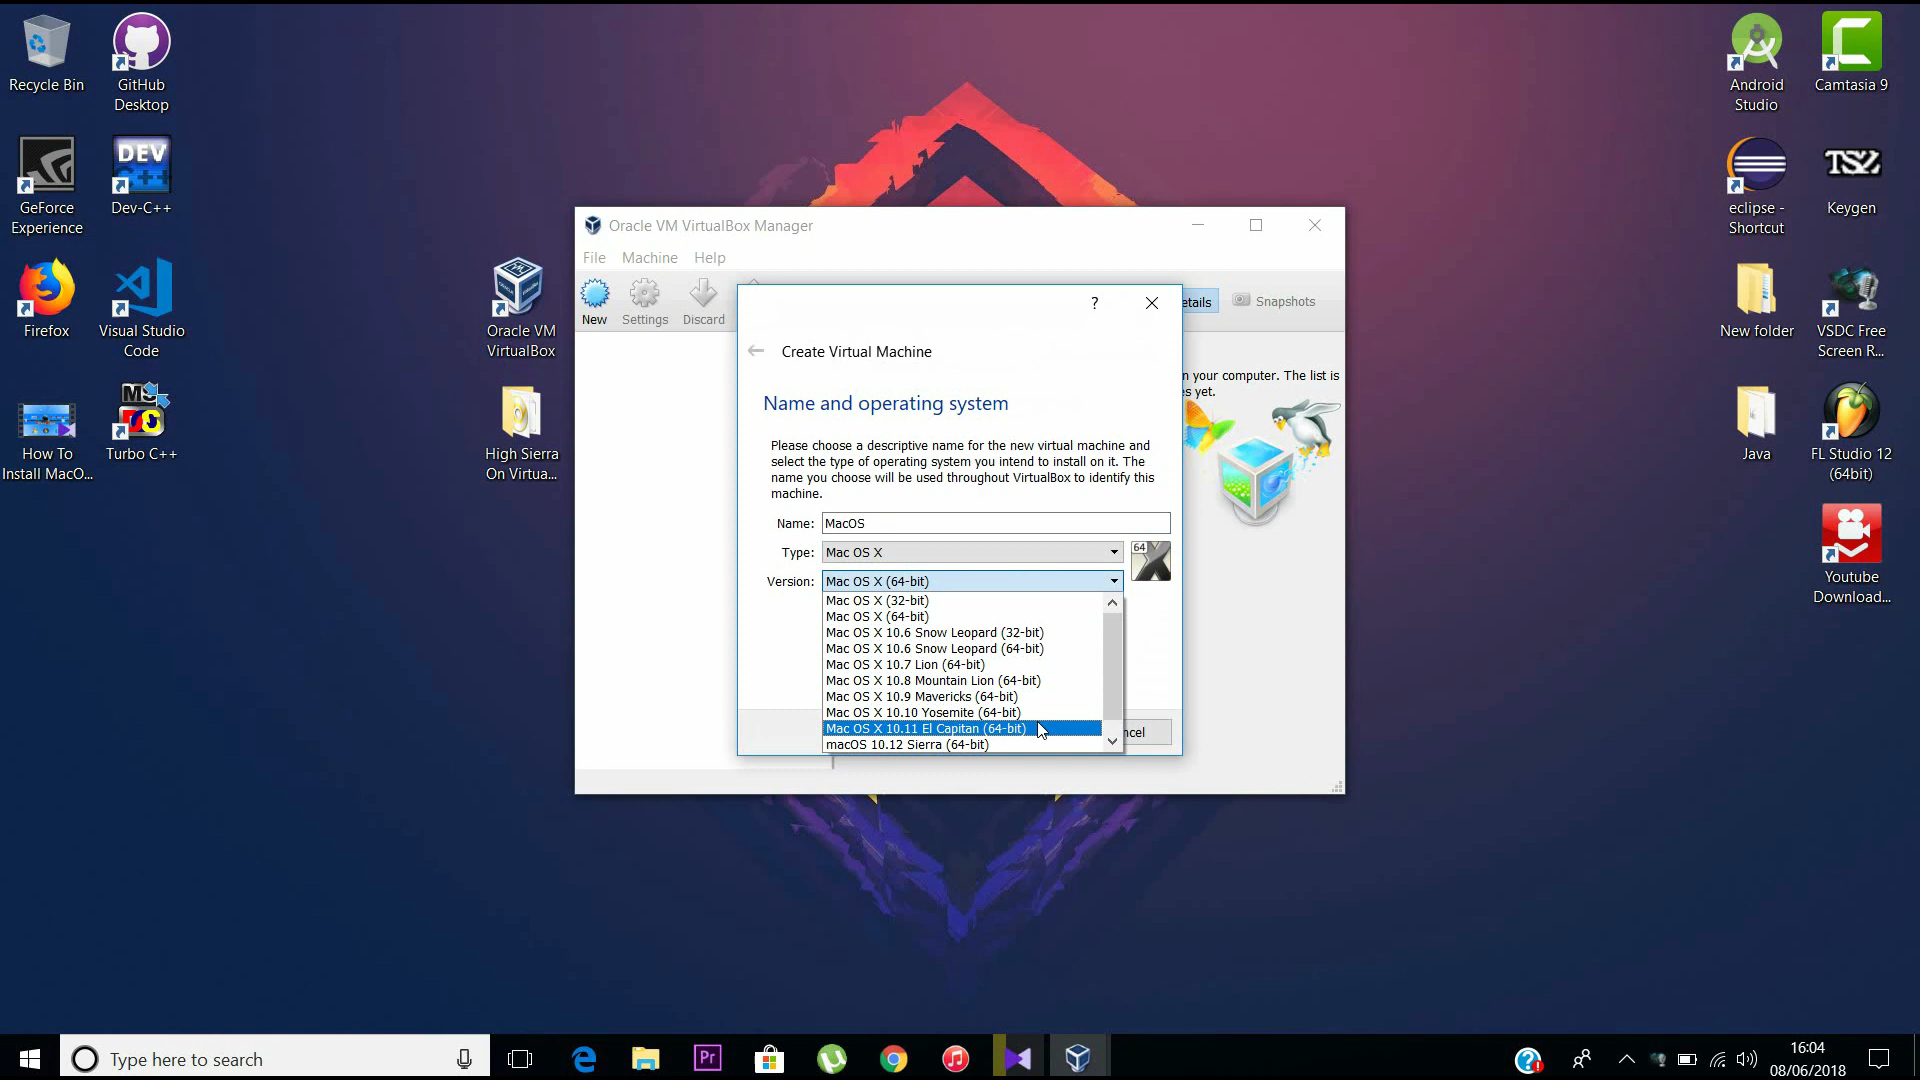 Recycle Bin
GitHub
Desktop
GeForce
Experience
DEV
C++
Dev-C++
Firefox
Visual Studio
Code
How To
Install MacO...
Turbo C++
Oracle VM
VirtualBox
High Sierra
On Virtua...
Oracle VM VirtualBox Manager
File Machine Help
New Settings Discard
etails
Snapshots
?
Create Virtual Machine
n your computer. The list is
s yet.
Name and operating system
Please choose a descriptive name for the new virtual machine and
select the type of operating system you intend to install on it. The
name you choose will be used throughout VirtualBox to identify this
machine.
Name: MacOS
Type: Mac OS X
64
Version: Mac OS X (64-bit)
Mac OS X (32-bit)
Mac OS X (64-bit)
Mac OS X 10.6 Snow Leopard (32-bit)
Mac OS X 10.6 Snow Leopard (64-bit)
Mac OS X 10.7 Lion (64-bit)
Mac OS X 10.8 Mountain Lion (64-bit)
Mac OS X 10.9 Mavericks (64-bit)
Mac OS X 10.10 Yosemite (64-bit)
Mac OS X 10.11 El Capitan (64-bit)
ncel
macOS 10.12 Sierra (64-bit)
Android
Studio
Camtasia 9
eclipse -
Shortcut
TSZ
Keygen
New folder
VSDC Free
Screen R...
Java
FL Studio 12
(64bit)
Youtube
Download...
Type here to search
Pr
16:04
08/06/2018